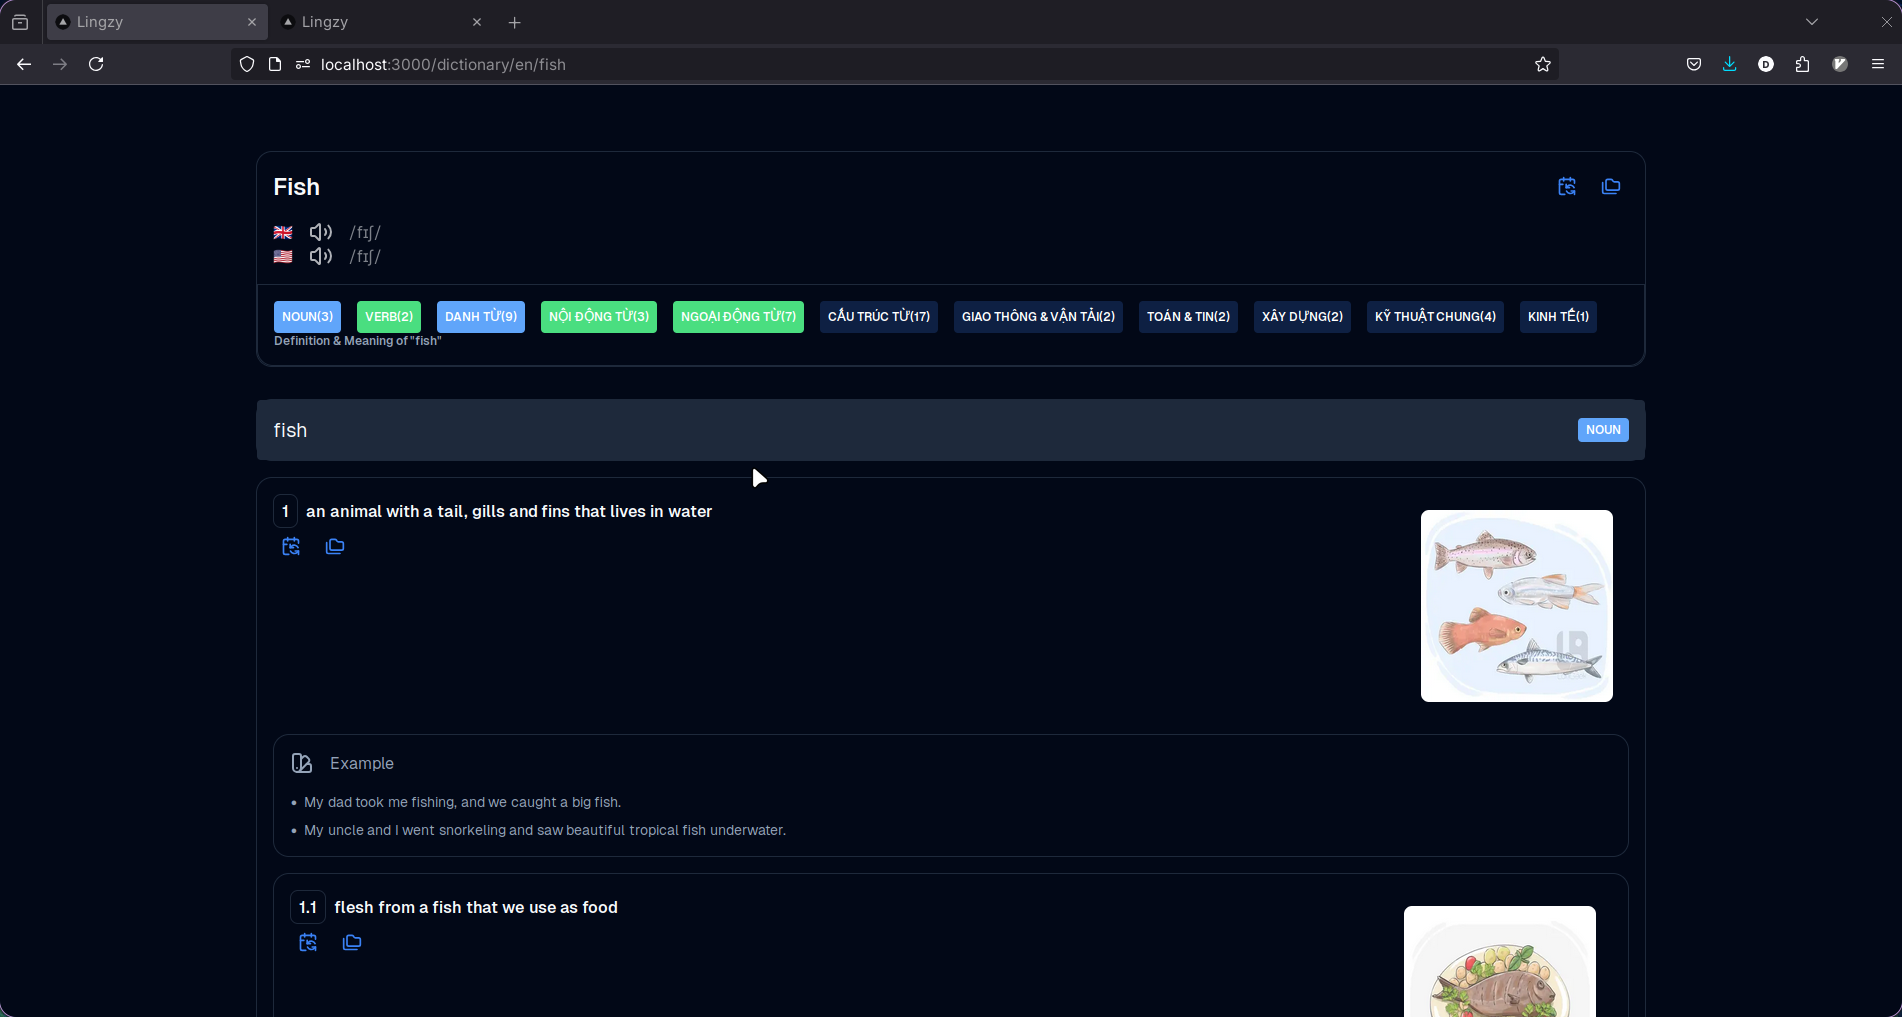 Lingzy
Lingzy
localhost:3000/dictionary/en/fish
Fish
/fɪʃ/
/fɪʃ/
NOUN(3) VERB(2) DANH TỪ(9) NỘI ĐỘNG TỪ(3) NGOẠI ĐỘNG TỪ(7) CẤU TRÚC TỪ(17) GIAO THÔNG & VẬN TẢI(2) TOÁN & TIN(2) XÂY DỰNG(2) KỸ THUẬT CHUNG(4) KINH TẾ(1)
Definition & Meaning of "fish"
fish
NOUN
1 an animal with a tail, gills and fins that lives in water
Example
• My dad took me fishing, and we caught a big fish.
• My uncle and I went snorkeling and saw beautiful tropical fish underwater.
1.1 flesh from a fish that we use as food